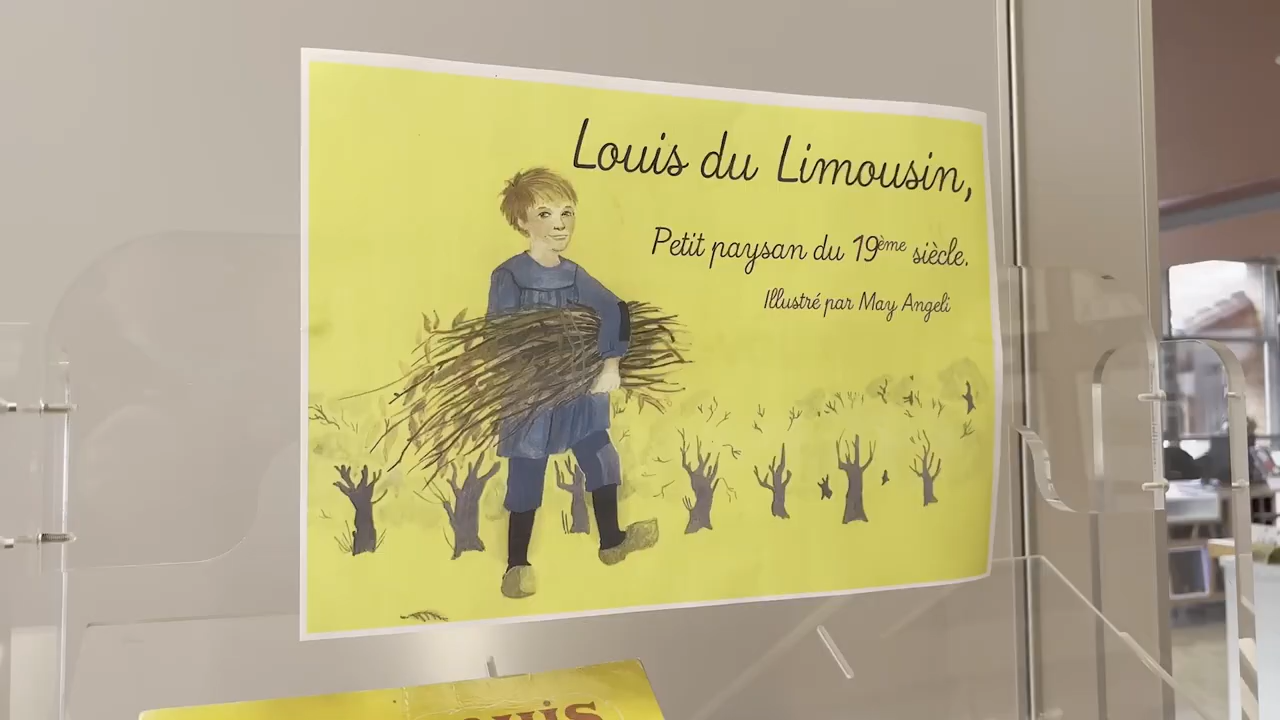 Louis du Limousin,
Petit paysan du 19ème siècle.
Illustré par May Angeli